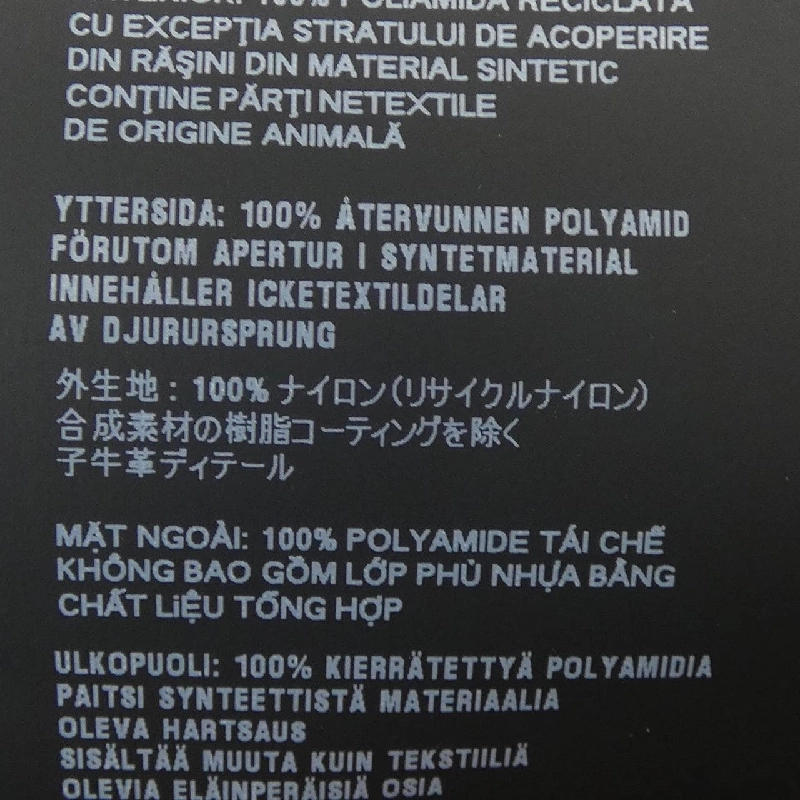 100% POLIAMIDĂ RECICLATĂ
CU EXCEPŢIA STRATULUI DE ACOPERIRE
DIN RĂŞINI DIN MATERIAL SINTETIC
CONŢINE PĂRŢI NETEXTILE
DE ORIGINE ANIMALĂ
YTTERSIDA: 100% ÅTERVUNNEN POLYAMID
FÖRUTOM APERTUR I SYNTETMATERIAL
INNEHÅLLER ICKETEXTILDELAR
AV DJURURSPRUNG
外生地：100% ナイロン(リサイクルナイロン)
合成素材の樹脂コーティングを除く
子牛革ディテール
MẶT NGOÀI: 100% POLYAMIDE TÁI CHẾ
KHÔNG BAO GỒM LỚP PHỦ NHỰA BẰNG
CHẤT LIỆU TỔNG HỢP
ULKOPUOLI: 100% KIERRÄTETTYÄ POLYAMIDIA
PAITSI SYNTEETTISTÄ MATERIAALIA
OLEVA HARTSAUS
SISÄLTÄÄ MUUTA KUIN TEKSTIILIÄ
OLEVIA ELÄINPERÄISIÄ OSIA